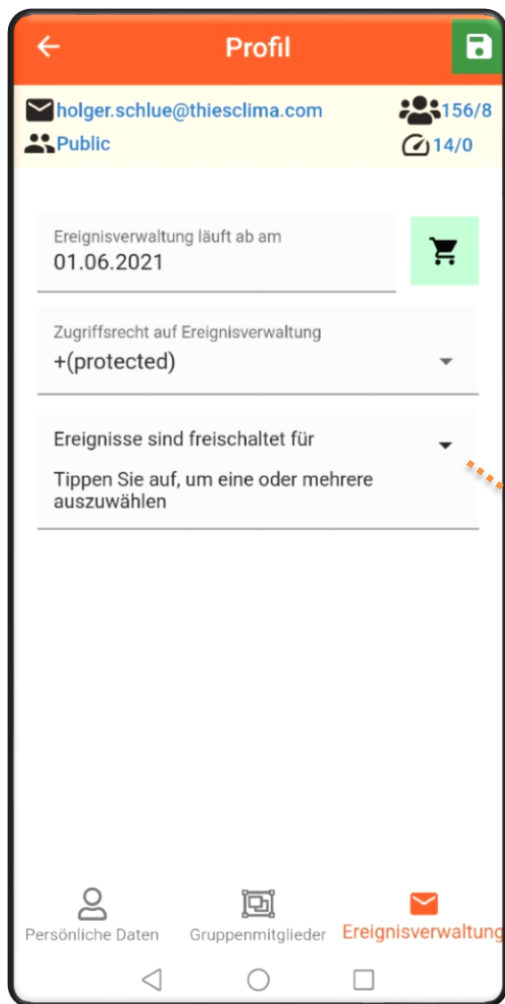 Profil
holger.schlue@thiesclima.com
156/8
Public
14/0
Ereignisverwaltung läuft ab am
01.06.2021
Zugriffsrecht auf Ereignisverwaltung
+(protected)
Ereignisse sind freischaltet für
Tippen Sie auf, um eine oder mehrere
auszuwählen
Persönliche Daten
Gruppenmitglieder
Ereignisverwaltung